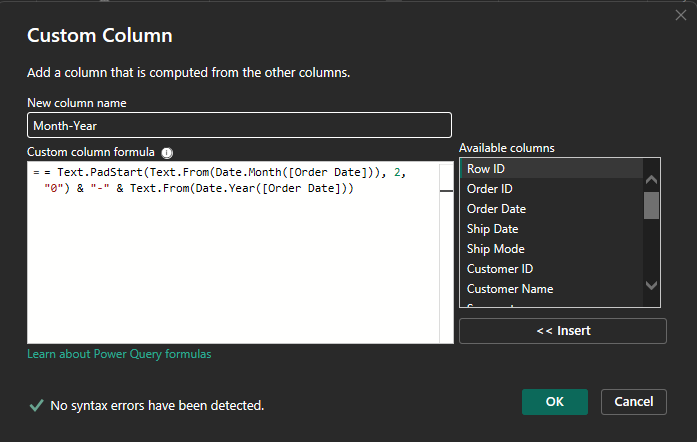 Custom Column
Add a column that is computed from the other columns.
New column name
Month-Year
Custom column formula
= = Text.PadStart(Text.From(Date.Month([Order Date])), 2,
"0") & "-" & Text.From(Date.Year([Order Date]))
Available columns
Row ID
Order ID
Order Date
Ship Date
Ship Mode
Customer ID
Customer Name
<< Insert
Learn about Power Query formulas
No syntax errors have been detected.
OK
Cancel